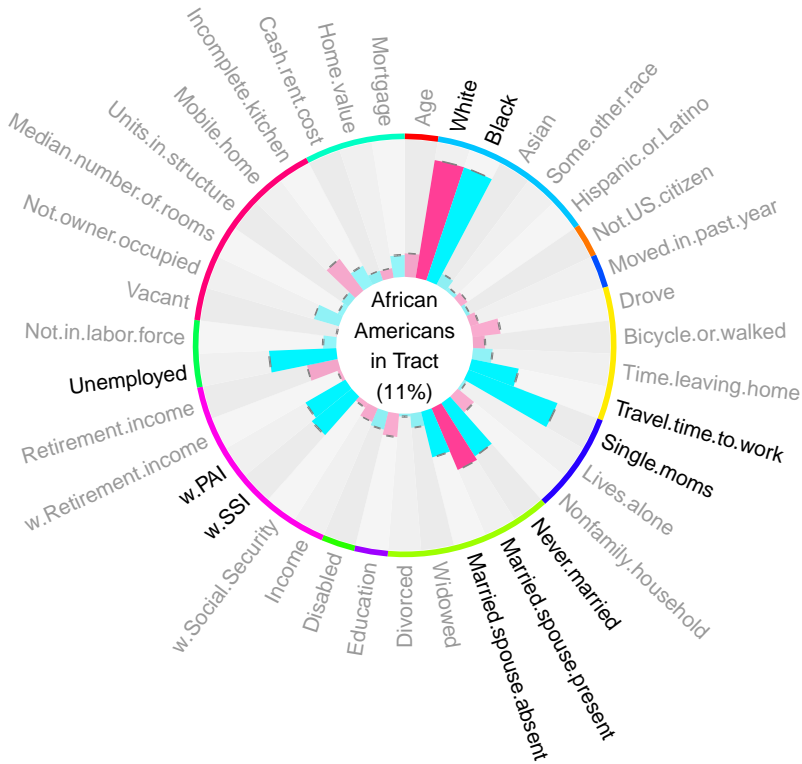 African
Americans
in Tract
(11%)
Age
White
Black
Asian
Some.other.race
Hispanic.or.Latino
Not.US.citizen
Moved.in.past.year
Drove
Bicycle.or.walked
Time.leaving.home
Travel.time.to.work
Single.moms
Lives.alone
Nonfamily.household
Never.married
Married.spouse.present
Married.spouse.absent
Widowed
Divorced
Education
Disabled
Income
w.Social.Security
w.SSI
w.PAI
w.Retirement.income
Retirement.income
Unemployed
Not.in.labor.force
Vacant
Not.owner.occupied
Median.number.of.rooms
Units.in.structure
Mobile.home
Incomplete.kitchen
Cash.rent.cost
Home.value
Mortgage